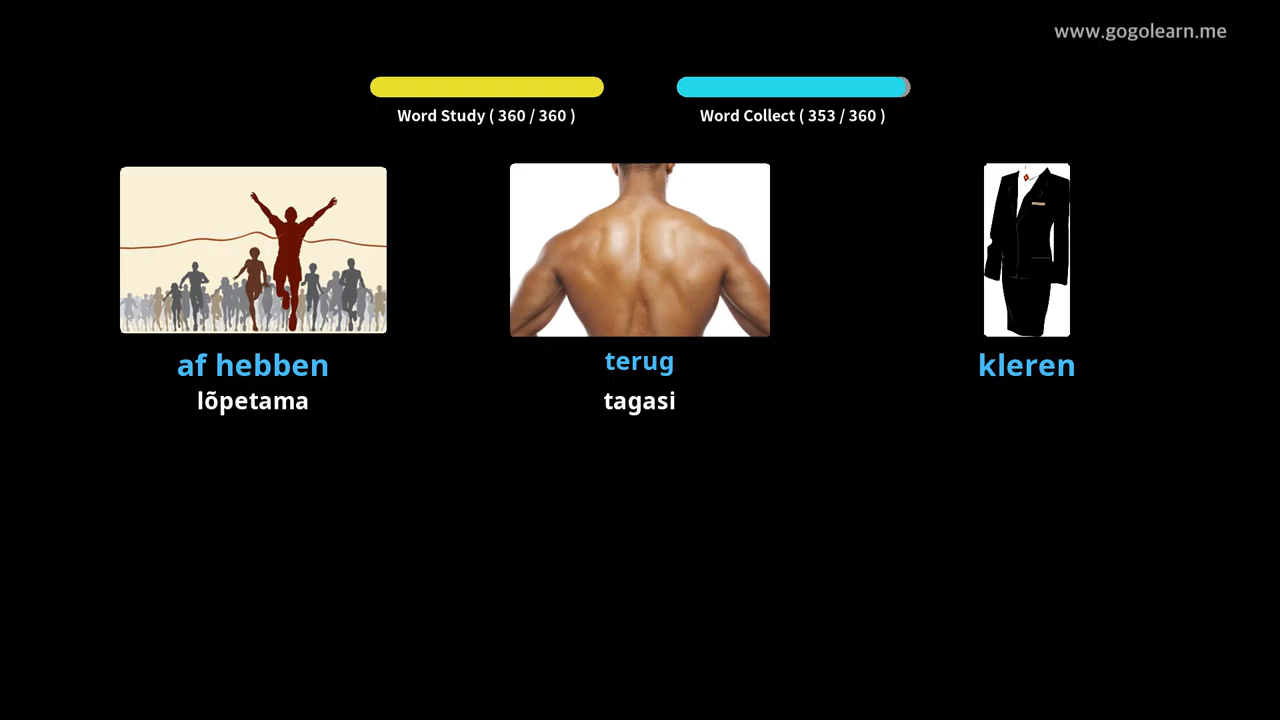 www.gogolearn.me
Word Study ( 360 / 360 )
Word Collect ( 353 / 360 )
af hebben
lõpetama
terug
tagasi
kleren